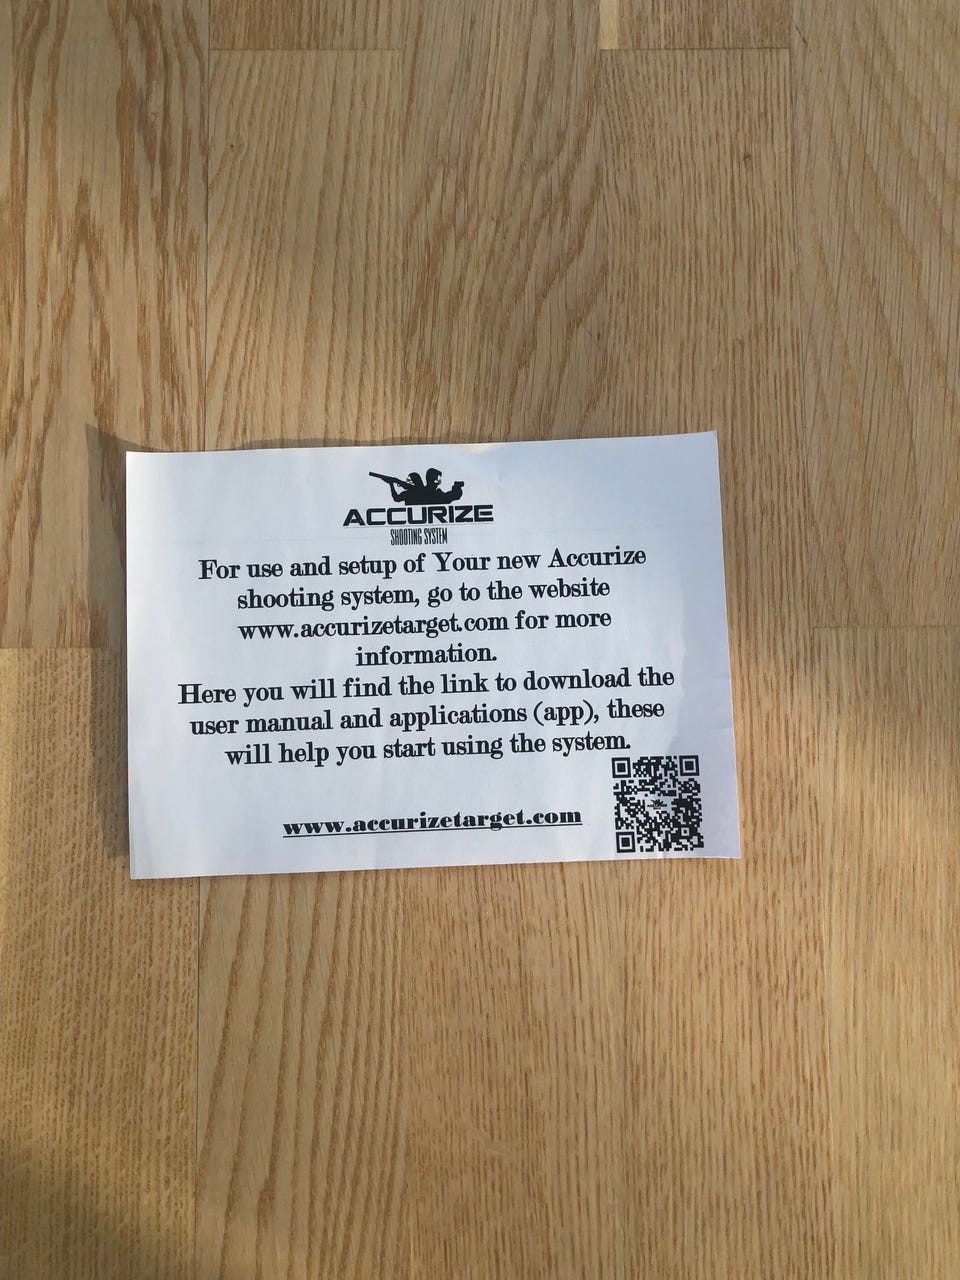 ACCURIZE
SHOOTING SYSTEM
For use and setup of Your new Accurize
shooting system, go to the website
www.accurizetarget.com for more
information.
Here you will find the link to download the
user manual and applications (app), these
will help you start using the system.
www.accurizetarget.com